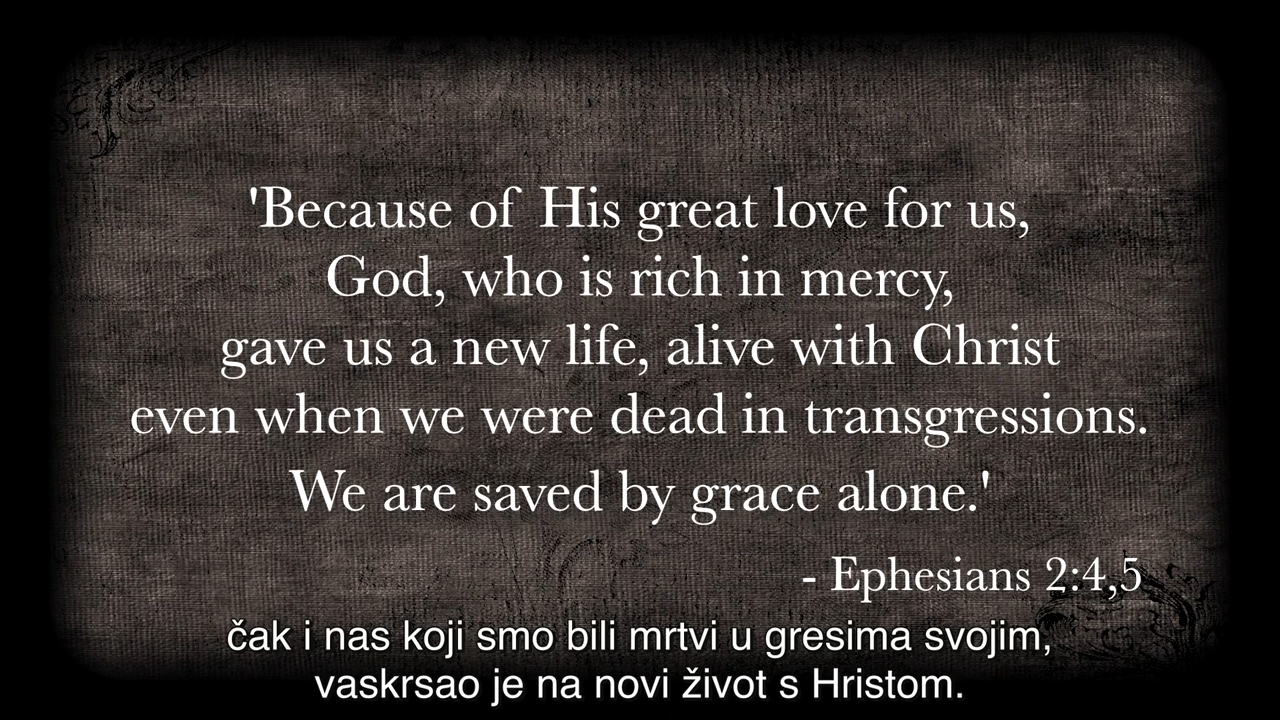 'Because of His great love for us,
God, who is rich in mercy,
gave us a new life, alive with Christ
even when we were dead in transgressions.
We are saved by grace alone.'
- Ephesians 2:4,5
čak i nas koji smo bili mrtvi u gresima svojim,
vaskrsao je na novi život s Hristom.